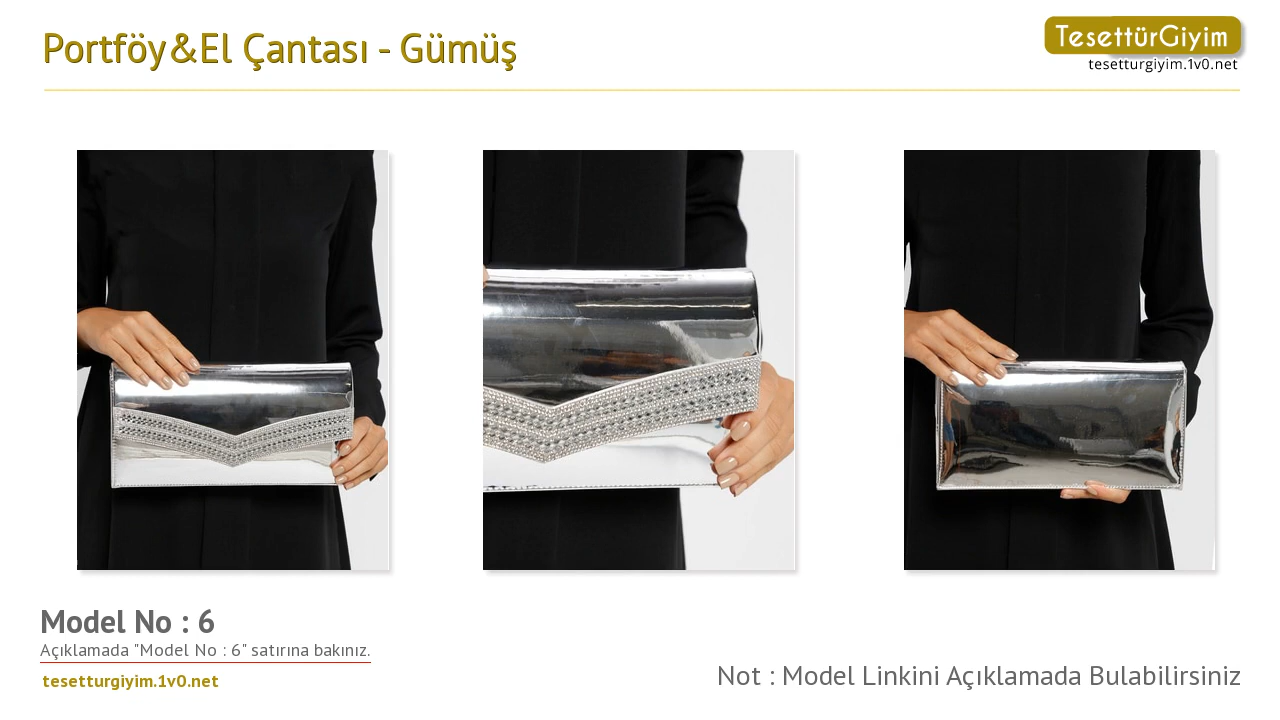 Portföy&El Çantası - Gümüş
TesettürGiyim
tesetturgiyim.1v0.net
Model No : 6
Açıklamada "Model No : 6" satırına bakınız.
tesetturgiyim.1v0.net
Not : Model Linkini Açıklamada Bulabilirsiniz